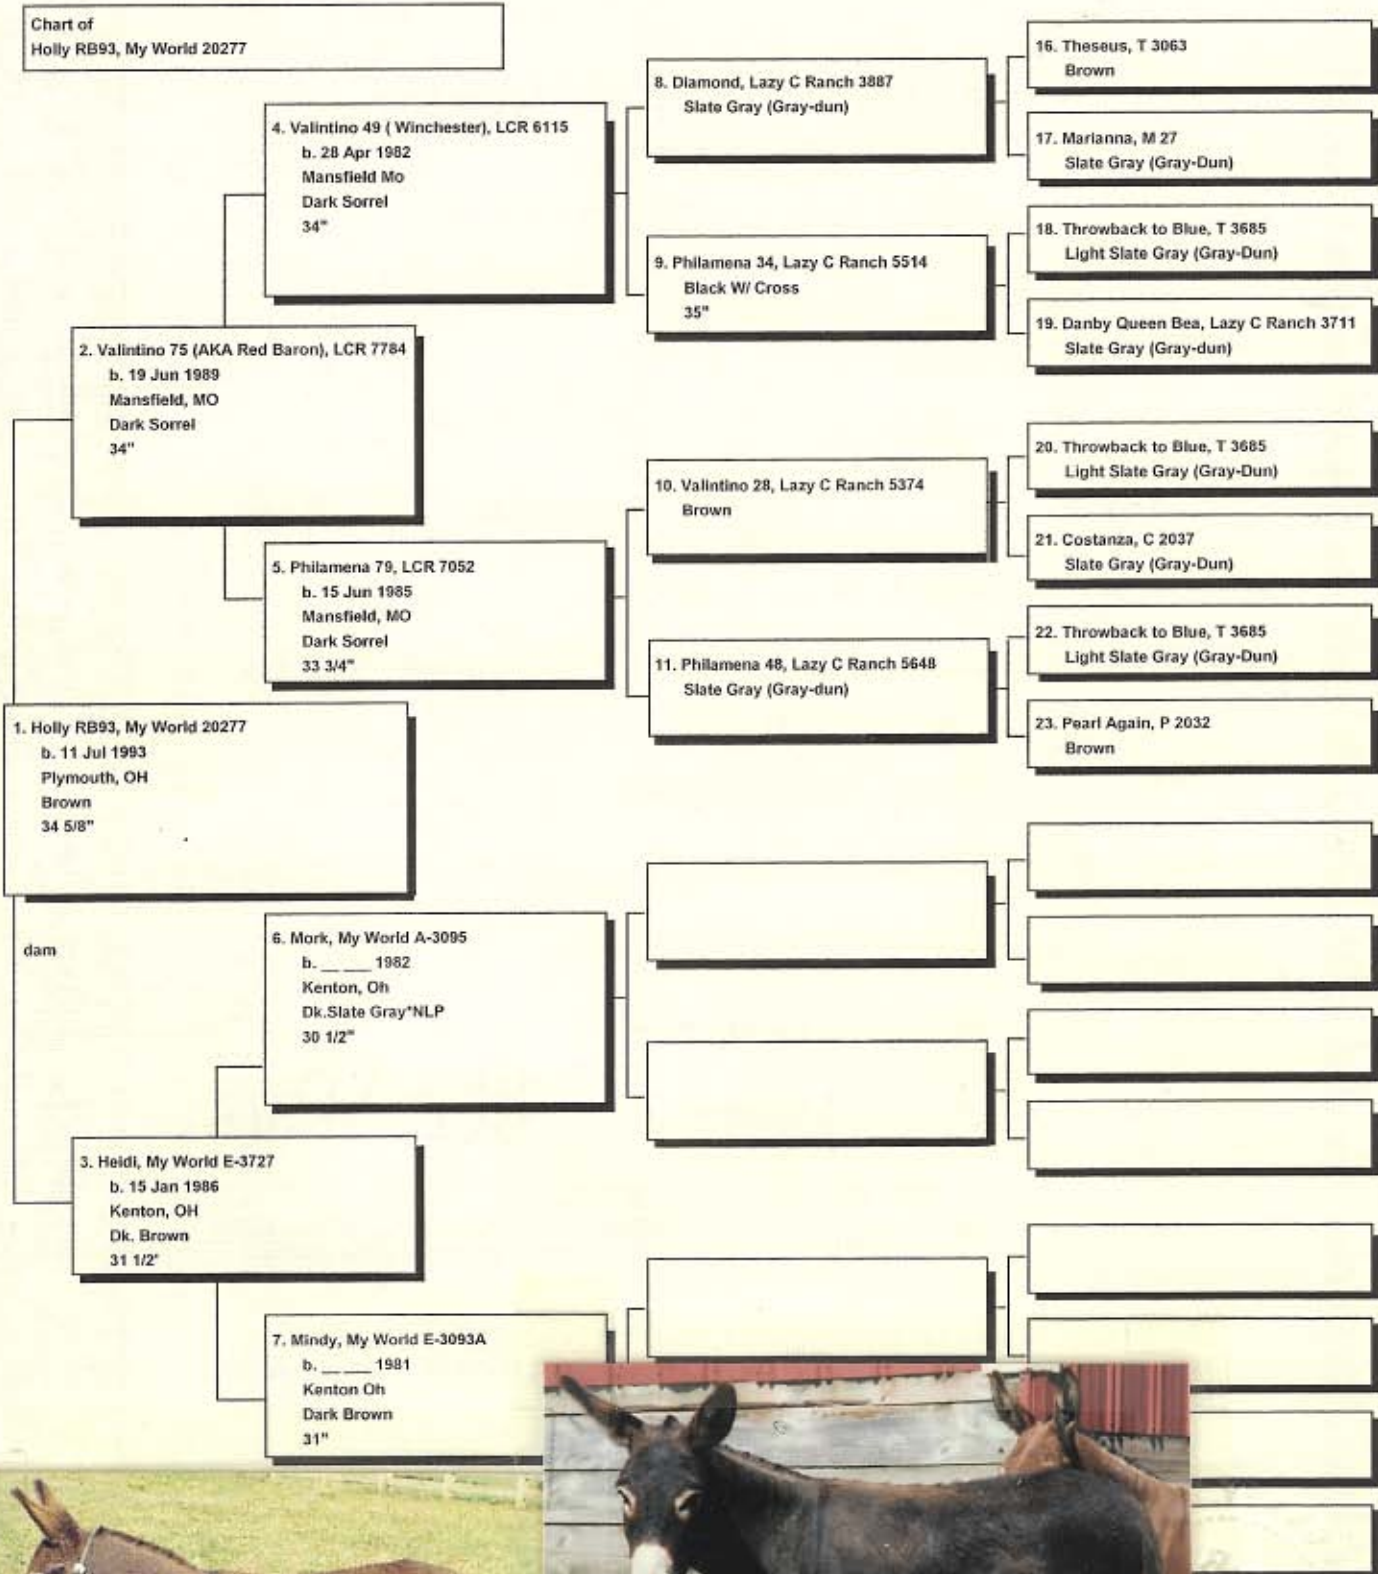 Chart of
Holly RB93, My World 20277
16. Theseus, T 3063
Brown
8. Diamond, Lazy C Ranch 3887
Slate Gray (Gray-dun)
4. Valintino 49 ( Winchester), LCR 6115
b. 28 Apr 1982
Mansfield Mo
Dark Sorrel
34"
17. Marianna, M 27
Slate Gray (Gray-Dun)
18. Throwback to Blue, T 3685
Light Slate Gray (Gray-Dun)
9. Philamena 34, Lazy C Ranch 5514
Black W/ Cross
35"
19. Danby Queen Bea, Lazy C Ranch 3711
Slate Gray (Gray-dun)
2. Valintino 75 (AKA Red Baron), LCR 7784
b. 19 Jun 1989
Mansfield, MO
Dark Sorrel
34"
20. Throwback to Blue, T 3685
Light Slate Gray (Gray-Dun)
10. Valintino 28, Lazy C Ranch 5374
Brown
21. Costanza, C 2037
Slate Gray (Gray-Dun)
5. Philamena 79, LCR 7052
b. 15 Jun 1985
Mansfield, MO
Dark Sorrel
33 3/4"
22. Throwback to Blue, T 3685
Light Slate Gray (Gray-Dun)
11. Philamena 48, Lazy C Ranch 5648
Slate Gray (Gray-dun)
23. Pearl Again, P 2032
Brown
1. Holly RB93, My World 20277
b. 11 Jul 1993
Plymouth, OH
Brown
34 5/8"
dam
6. Mork, My World A-3095
b. __ ___ 1982
Kenton, Oh
Dk.Slate Gray*NLP
30 1/2"
3. Heidi, My World E-3727
b. 15 Jan 1986
Kenton, OH
Dk. Brown
31 1/2"
7. Mindy, My World E-3093A
b. __ ___ 1981
Kenton Oh
Dark Brown
31"